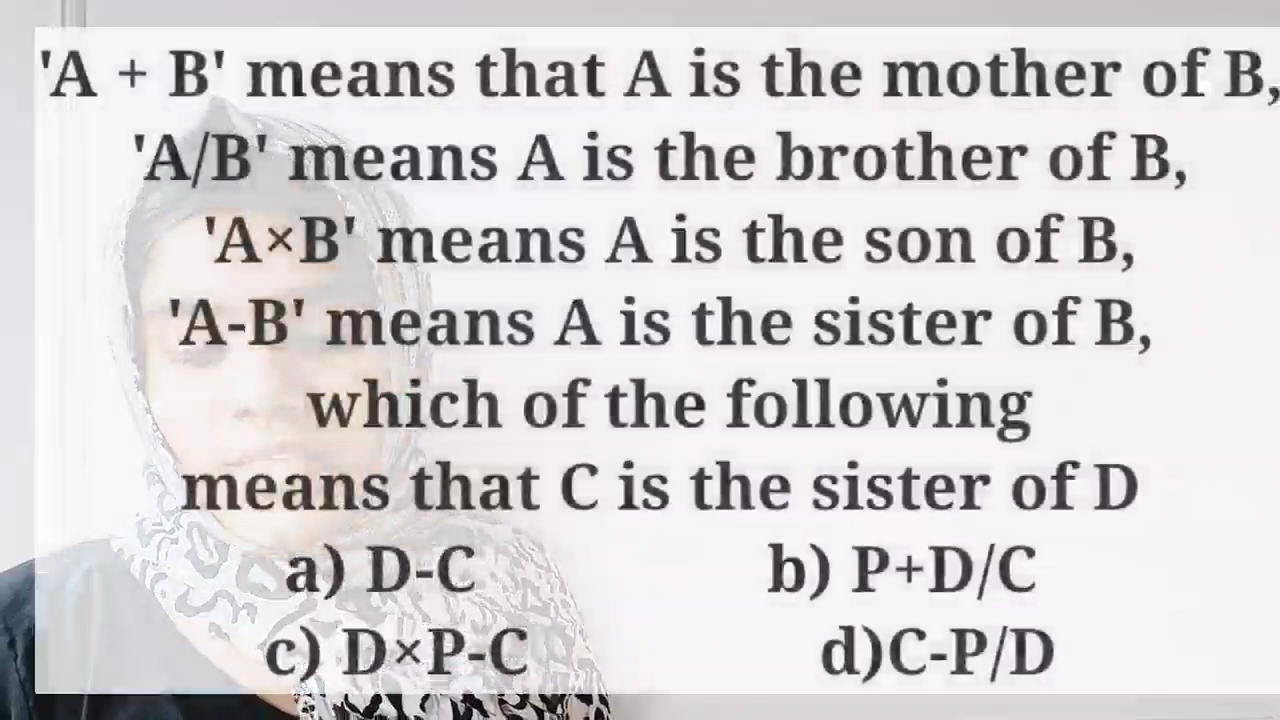 'A + B' means that A is the mother of B,
'A/B' means A is the brother of B,
'A×B' means A is the son of B,
'A-B' means A is the sister of B,
which of the following
means that C is the sister of D
a) D-C b) P+D/C
c) D×P-C d)C-P/D